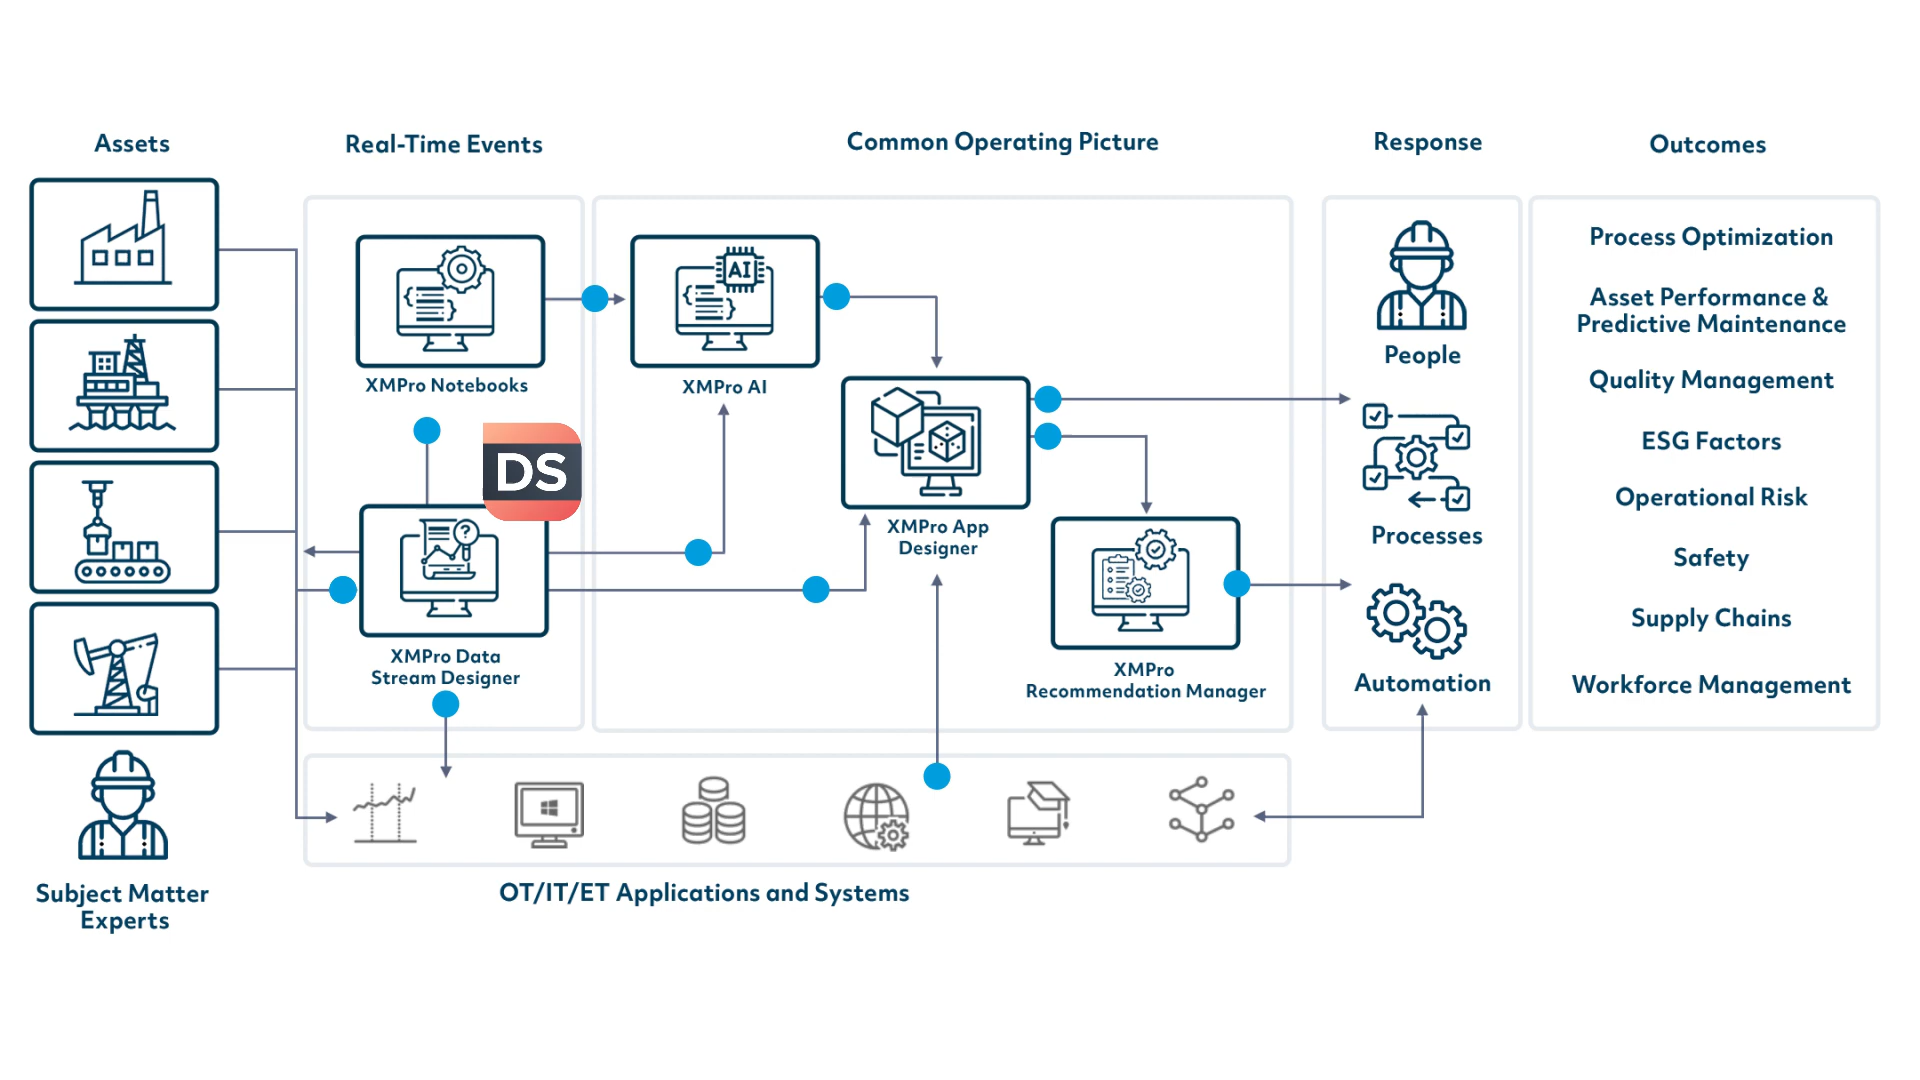 Assets
Real-Time Events
Common Operating Picture
Response
Outcomes
XMPro Notebooks
AI
XMPro AI
DS
XMPro Data
Stream Designer
XMPro App
Designer
XMPro
Recommendation Manager
People
Processes
Automation
Process Optimization
Asset Performance &
Predictive Maintenance
Quality Management
ESG Factors
Operational Risk
Safety
Supply Chains
Workforce Management
Subject Matter
Experts
OT/IT/ET Applications and Systems